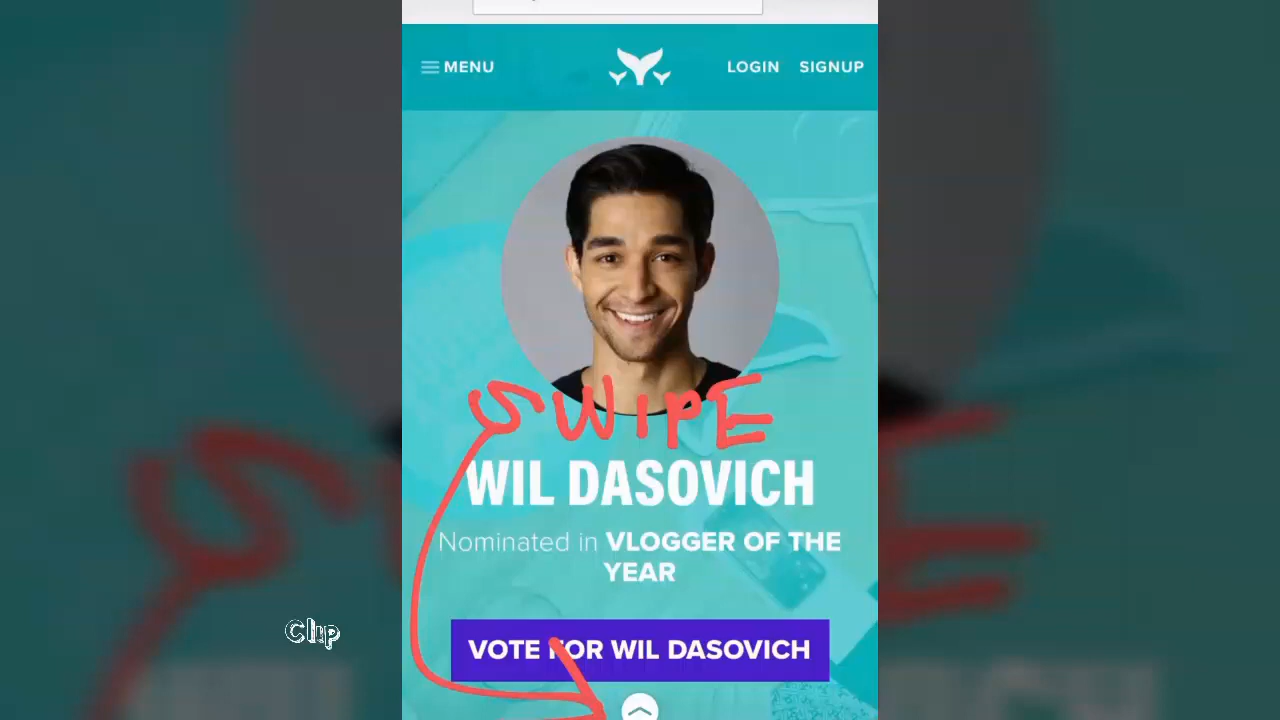 MENU
LOGIN SIGNUP
SWIPE
WIL DASOVICH
Nominated in VLOGGER OF THE
YEAR
VOTE FOR WIL DASOVICH
Clip